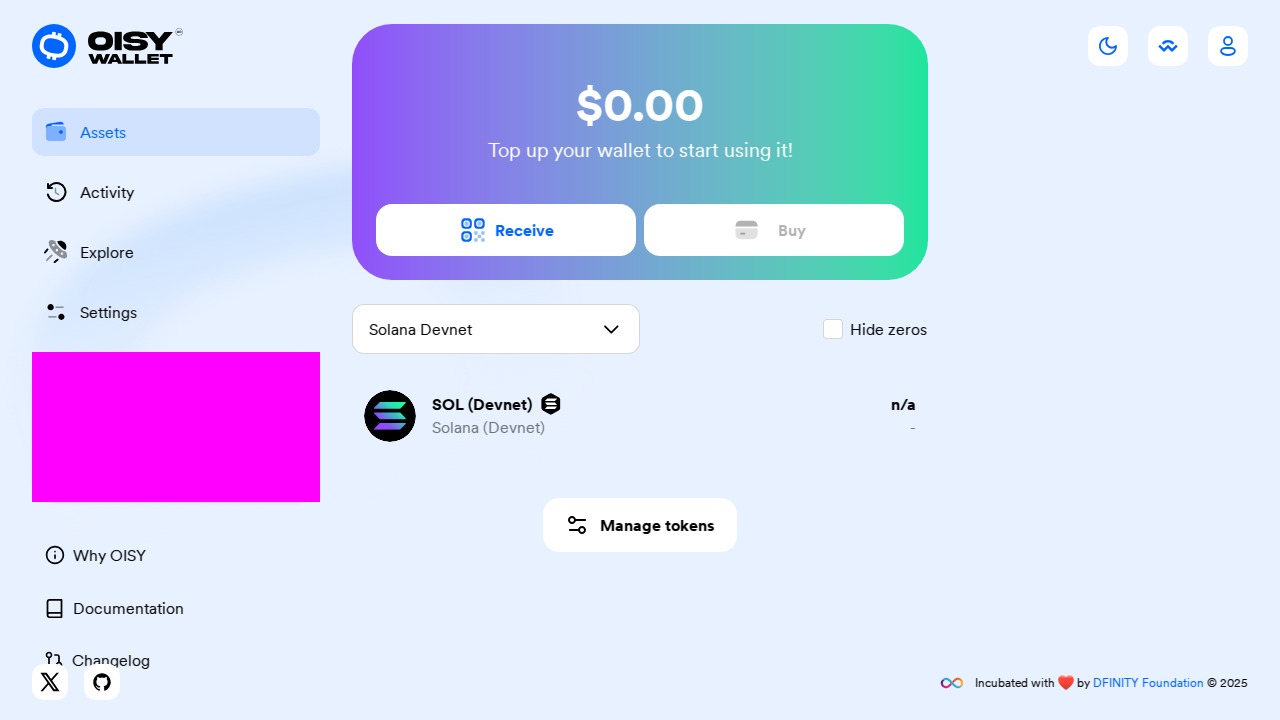 OISY
WALLET
Assets
Activity
Explore
Settings
Why OISY
Documentation
Changelog
$0.00
Top up your wallet to start using it!
Receive
Buy
Solana Devnet
Hide zeros
SOL (Devnet)
n/a
Solana (Devnet)
-
Manage tokens
Incubated with ❤️ by DFINITY Foundation © 2025